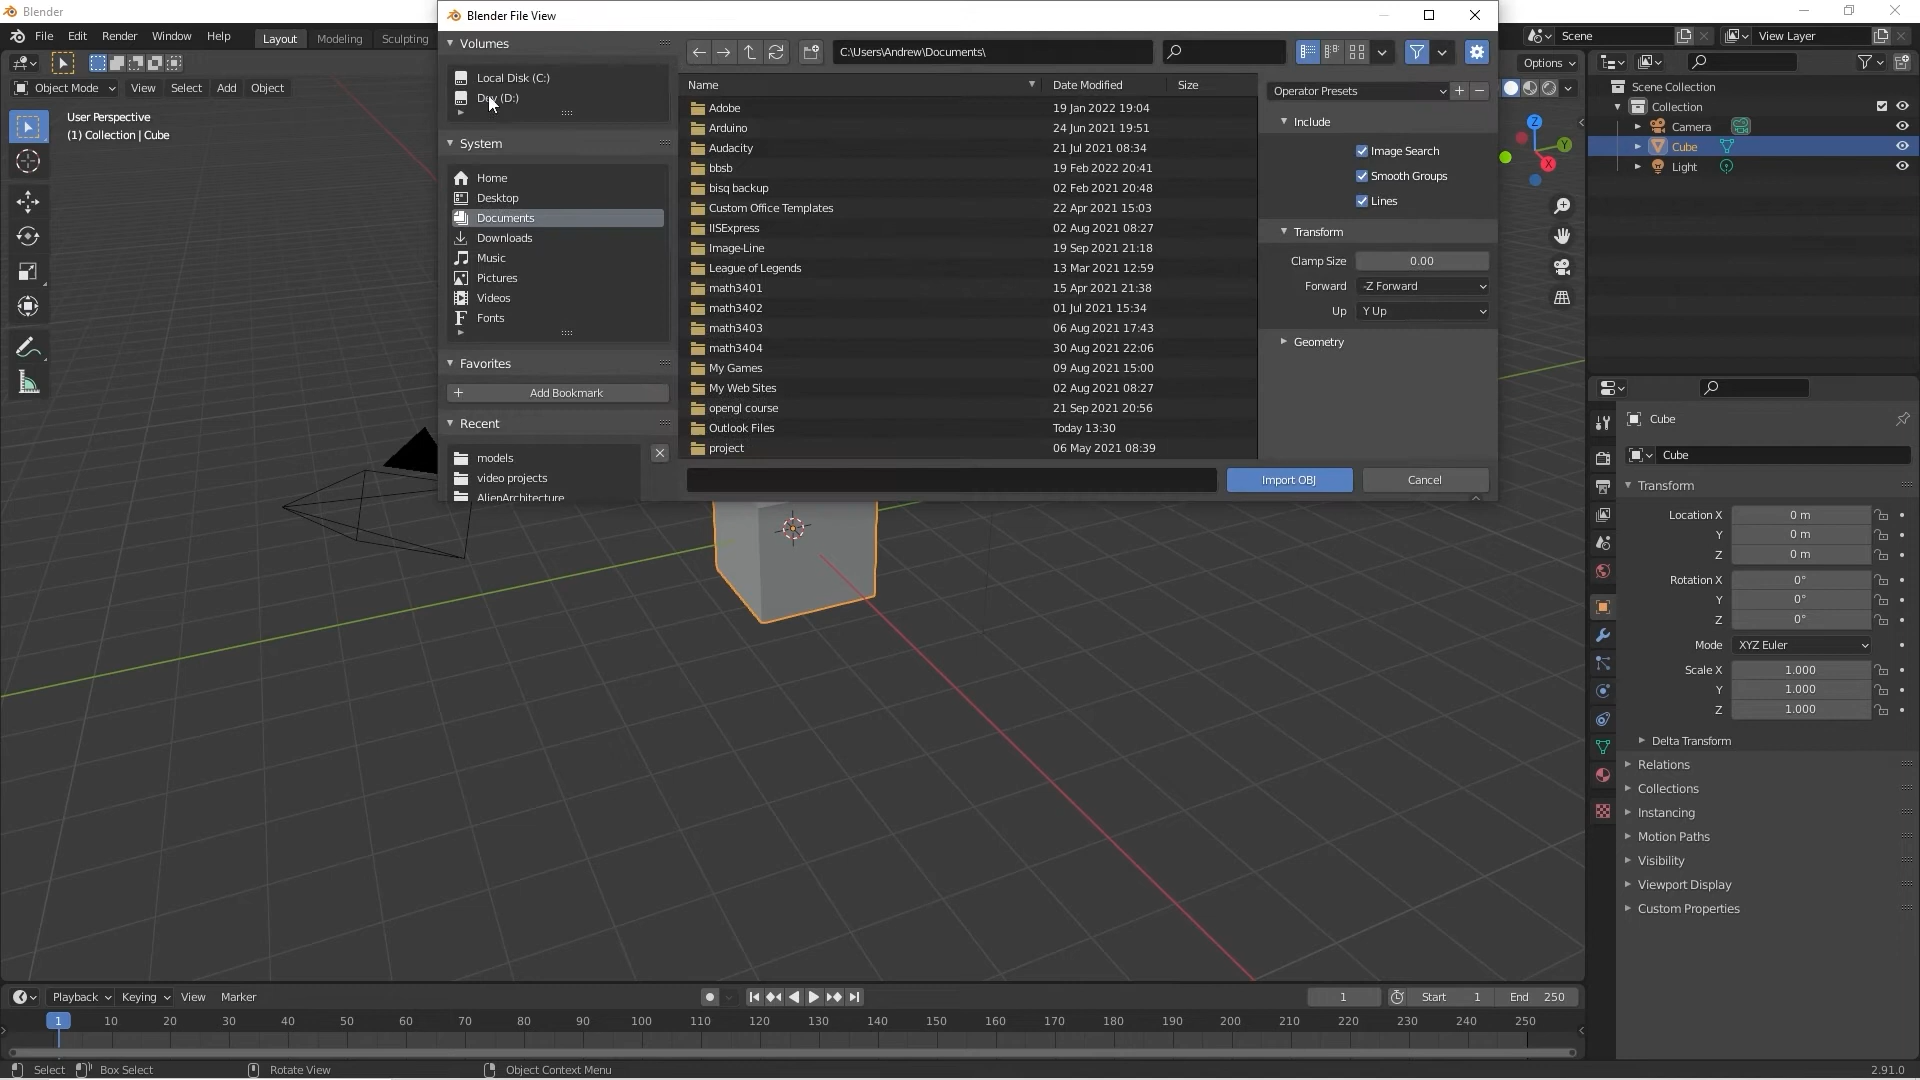 Blender
Blender File View
File Edit Render Window Help Layout Modeling Sculpting
Scene View Layer
Object Mode View Select Add Object
Options
User Perspective
(1) Collection | Cube
Volumes
Local Disk (C:)
Dev (D:)
System
Home
Desktop
Documents
Downloads
Music
Pictures
Videos
Fonts
Favorites
Add Bookmark
Recent
models
video projects
AlienArchitecture
C:\Users\Andrew\Documents\
Name Date Modified Size
Adobe 19 Jan 2022 19:04
Arduino 24 Jun 2021 19:51
Audacity 21 Jul 2021 08:34
bbsb 19 Feb 2022 20:41
bisq backup 02 Feb 2021 20:48
Custom Office Templates 22 Apr 2021 15:03
IISExpress 02 Aug 2021 08:27
Image-Line 19 Sep 2021 21:18
League of Legends 13 Mar 2021 12:59
math3401 15 Apr 2021 21:38
math3402 01 Jul 2021 15:34
math3403 06 Aug 2021 17:43
math3404 30 Aug 2021 22:06
My Games 09 Aug 2021 15:00
My Web Sites 02 Aug 2021 08:27
opengl course 21 Sep 2021 20:56
Outlook Files Today 13:30
project 06 May 2021 08:39
Import OBJ Cancel
Operator Presets
Include
Image Search
Smooth Groups
Lines
Transform
Clamp Size 0.00
Forward -Z Forward
Up Y Up
Geometry
Z
Y
X
Scene Collection
Collection
Camera
Cube
Light
Cube
Cube
Transform
Location X 0 m
Y 0 m
Z 0 m
Rotation X 0°
Y 0°
Z 0°
Mode XYZ Euler
Scale X 1.000
Y 1.000
Z 1.000
Delta Transform
Relations
Collections
Instancing
Motion Paths
Visibility
Viewport Display
Custom Properties
Playback Keying View Marker
1 Start 1 End 250
1 10 20 30 40 50 60 70 80 90 100 110 120 130 140 150 160 170 180 190 200 210 220 230 240 250
Select Box Select Rotate View Object Context Menu 2.91.0